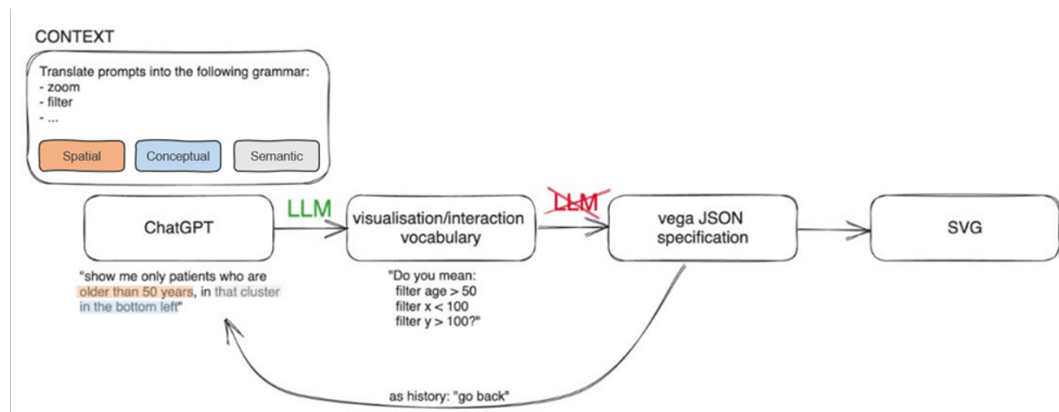 CONTEXT
Translate prompts into the following grammar:
- zoom
- filter
- ...
Spatial
Conceptual
Semantic
ChatGPT
LLM
visualisation/interaction
vocabulary
LLM
vega JSON
specification
SVG
"show me only patients who are
older than 50 years, in that cluster
in the bottom left"
"Do you mean:
filter age > 50
filter x < 100
filter y > 100?"
as history: "go back"